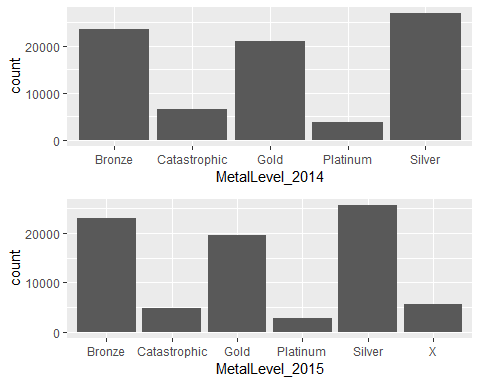 count
20000
10000
0
Bronze Catastrophic Gold Platinum Silver
MetalLevel_2014
count
20000
10000
0
Bronze Catastrophic Gold Platinum Silver X
MetalLevel_2015